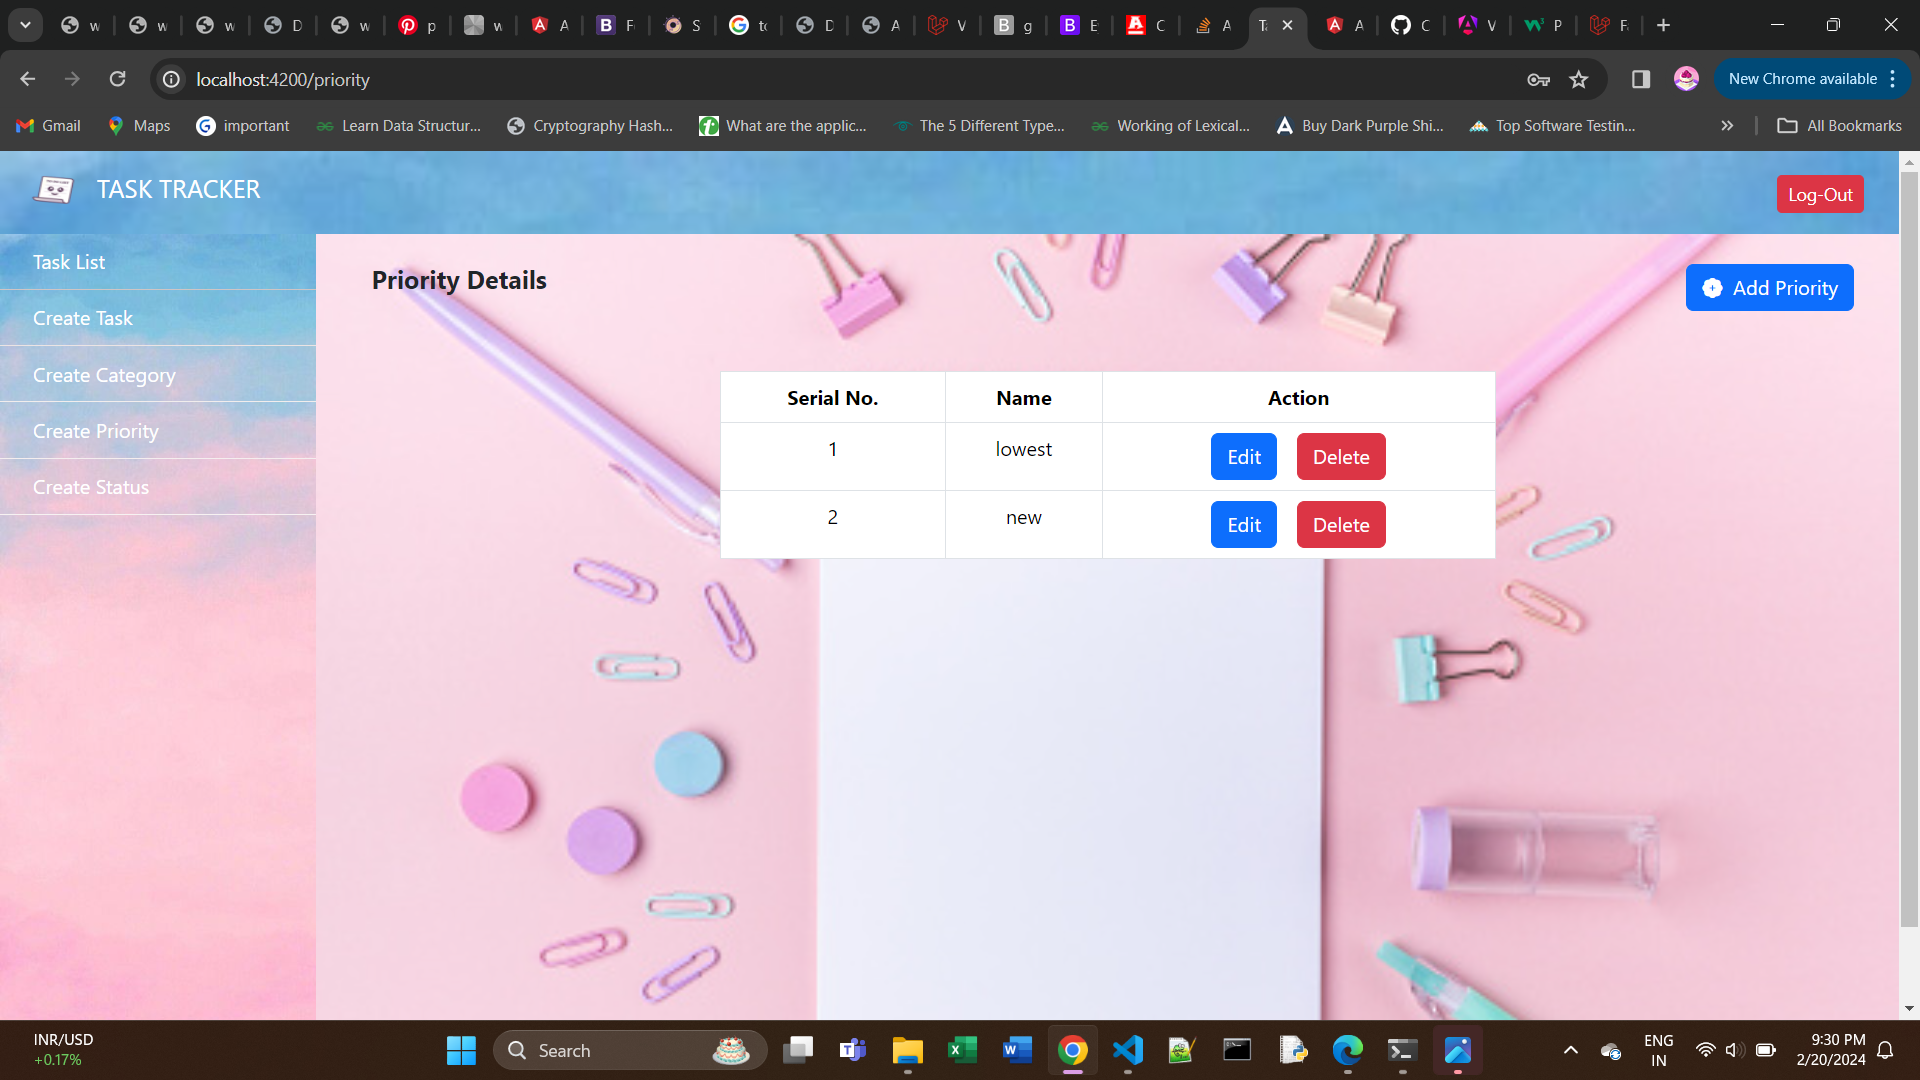 w
w
w
D
w
p
w
A
F
S
to
D
A
V
g
E
C
A
Ta
A
C
V
P
Fa
localhost:4200/priority
New Chrome available
Gmail
Maps
important
Learn Data Structur...
Cryptography Hash...
What are the applic...
The 5 Different Type...
Working of Lexical...
Buy Dark Purple Shi...
Top Software Testin...
All Bookmarks
TASK TRACKER
Log-Out
Task List
Create Task
Create Category
Create Priority
Create Status
Priority Details
Add Priority
Serial No. Name Action
1 lowest Edit Delete
2 new Edit Delete
INR/USD
+0.17%
Search
ENG
IN
9:30 PM
2/20/2024